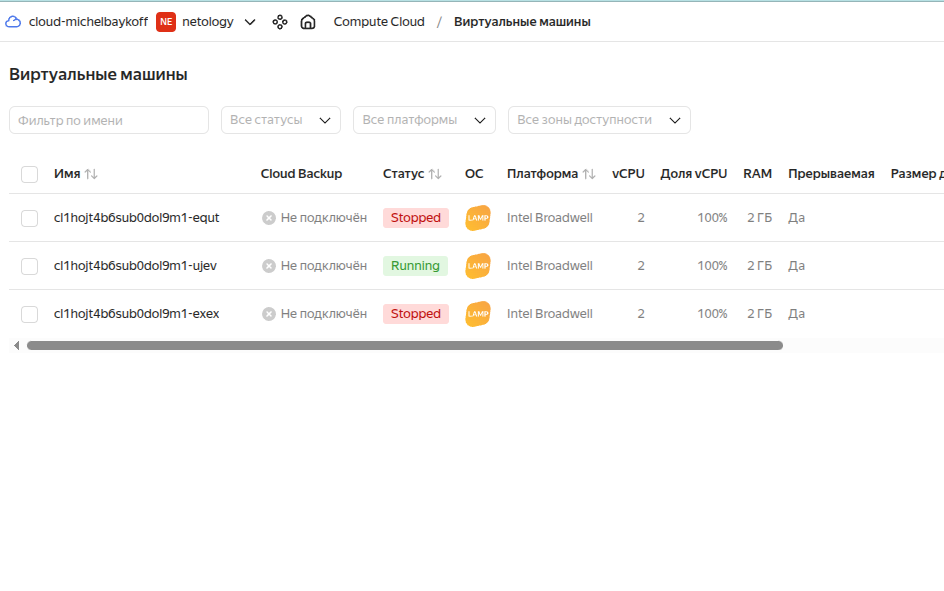 cloud-michelbaykoff NE netology Compute Cloud / Виртуальные машины
Виртуальные машины
Фильтр по имени Все статусы Все платформы Все зоны доступности
Имя Cloud Backup Статус ОС Платформа vCPU Доля vCPU RAM Прерываемая Размер д
cl1hojt4b6sub0dol9m1-equt Не подключён Stopped LAMP Intel Broadwell 2 100% 2 ГБ Да
cl1hojt4b6sub0dol9m1-ujev Не подключён Running LAMP Intel Broadwell 2 100% 2 ГБ Да
cl1hojt4b6sub0dol9m1-exex Не подключён Stopped LAMP Intel Broadwell 2 100% 2 ГБ Да